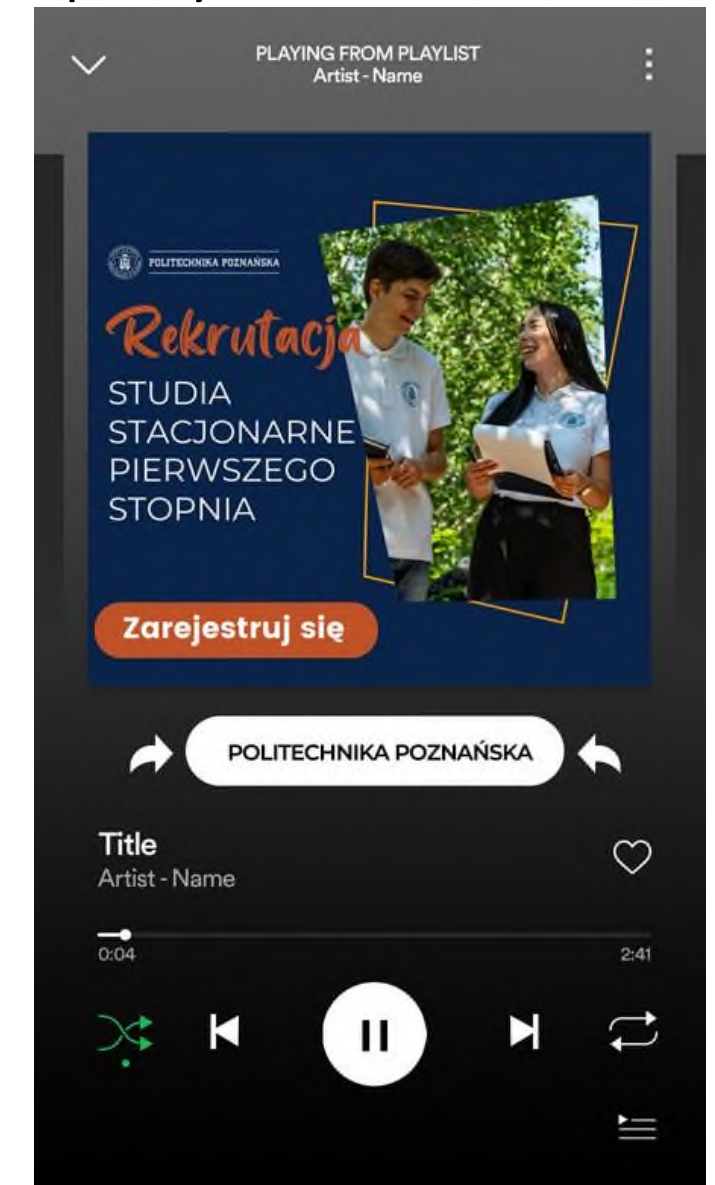 PLAYING FROM PLAYLIST
Artist - Name
POLITECHNIKA POZNAŃSKA
Rekrutacja
STUDIA
STACJONARNE
PIERWSZEGO
STOPNIA
Zarejestruj się
POLITECHNIKA POZNAŃSKA
Title
Artist - Name
0:04
2:41